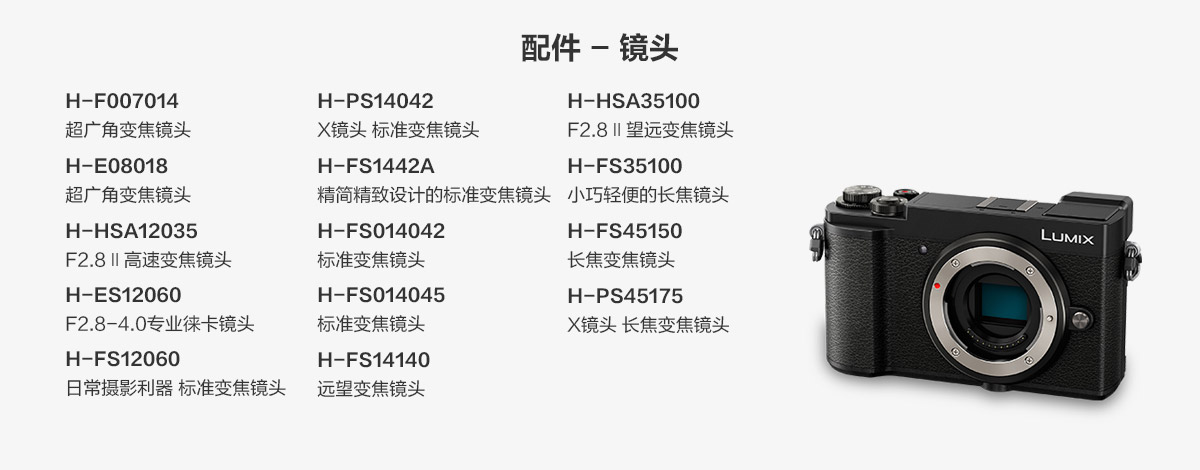 配件 - 镜头
H-F007014
超广角变焦镜头
H-E08018
超广角变焦镜头
H-HSA12035
F2.8 II 高速变焦镜头
H-ES12060
F2.8-4.0专业徕卡镜头
H-FS12060
日常摄影利器 标准变焦镜头
H-PS14042
X镜头 标准变焦镜头
H-FS1442A
精简精致设计的标准变焦镜头
H-FS014042
标准变焦镜头
H-FS014045
标准变焦镜头
H-FS14140
远望变焦镜头
H-HSA35100
F2.8 II 望远变焦镜头
H-FS35100
小巧轻便的长焦镜头
H-FS45150
长焦变焦镜头
H-PS45175
X镜头 长焦变焦镜头
LUMIX